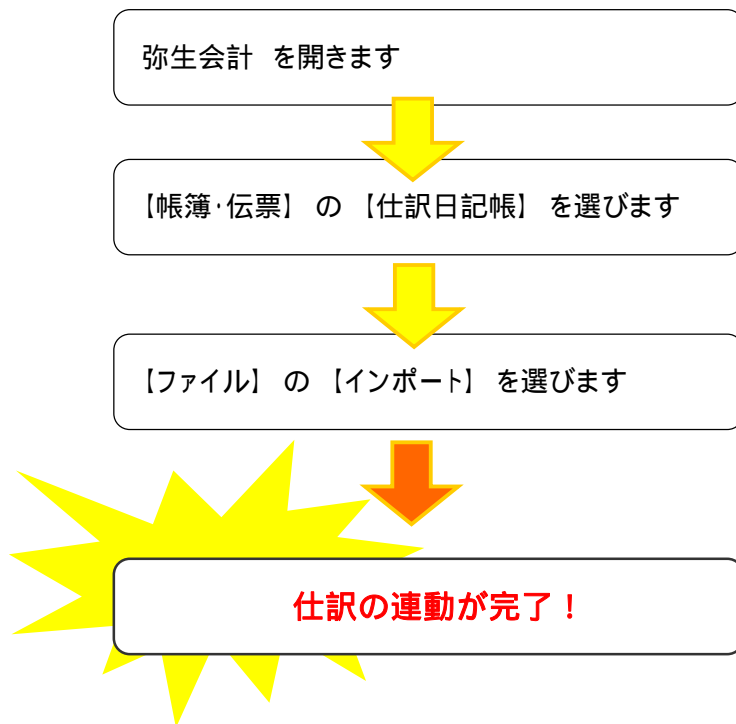 弥生会計 を開きます
【帳簿・伝票】 の 【仕訳日記帳】 を選びます
【ファイル】 の 【インポート】 を選びます
仕訳の連動が完了！